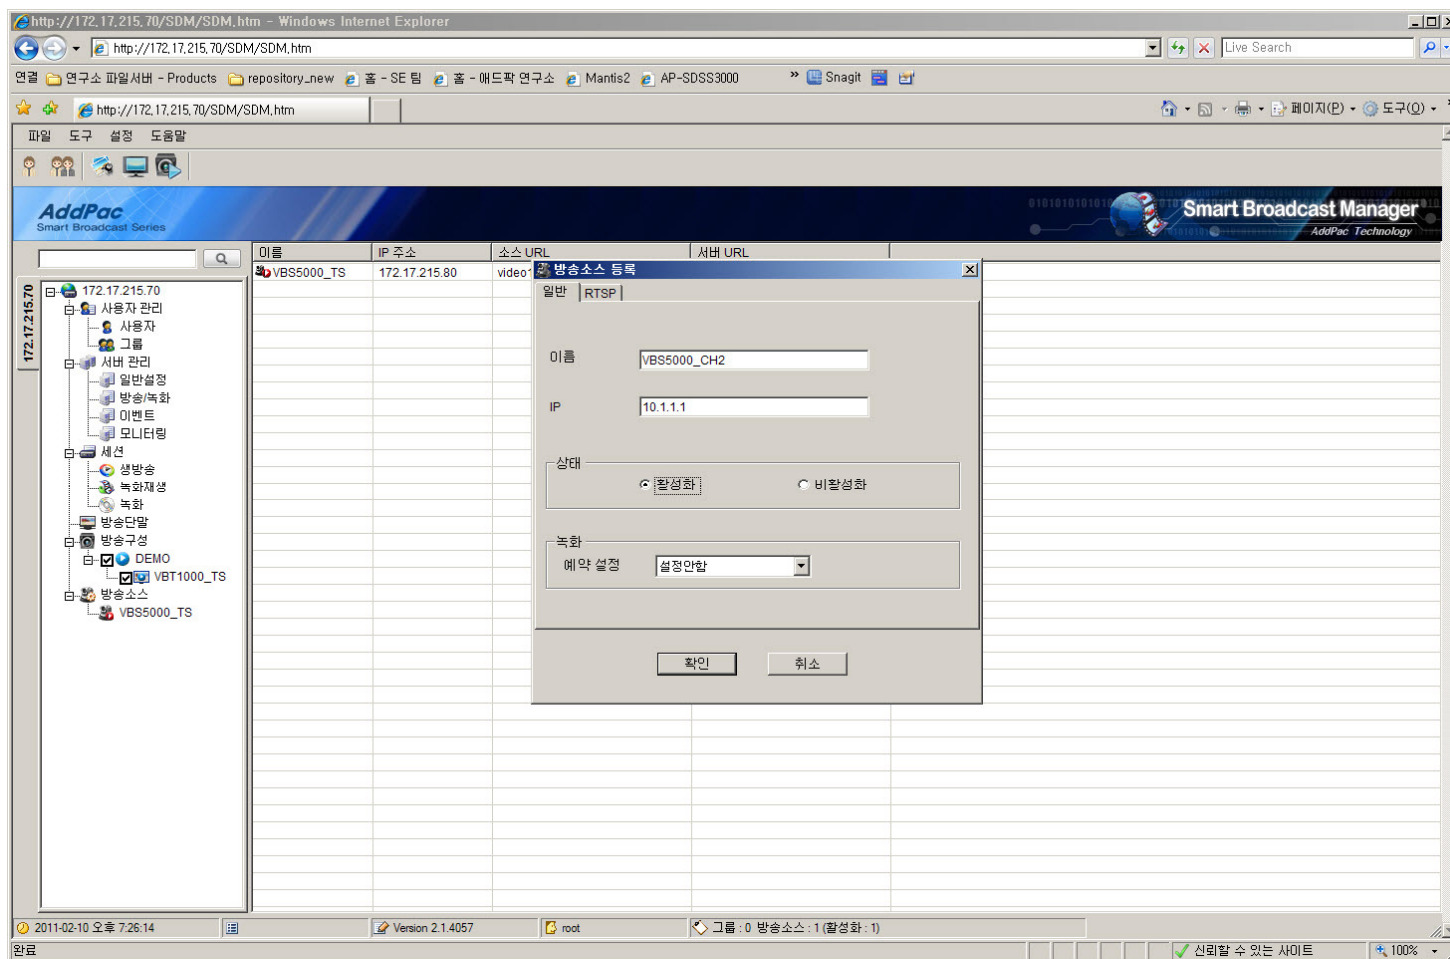 http://172.17.215.70/SDM/SDM.htm - Windows Internet Explorer
http://172.17.215.70/SDM/SDM.htm
Live Search
연결 연구소 파일서버 - Products repository_new 홈 - SE 팀 홈 - 애드팍 연구소 Mantis2 AP-SDSS3000 » Snagit
http://172.17.215.70/SDM/SDM.htm
페이지(P) 도구(O)
파일 도구 설정 도움말
AddPac
Smart Broadcast Series
Smart Broadcast Manager
AddPac Technology
이름 IP 주소 소스 URL 서버 URL
VBS5000_TS 172.17.215.80 video1
172.17.215.70
172.17.215.70
사용자 관리
사용자
그룹
서버 관리
일반설정
방송/녹화
이벤트
모니터링
세션
생방송
녹화재생
녹화
방송단말
방송구성
DEMO
VBT1000_TS
방송소스
VBS5000_TS
방송소스 등록
일반 RTSP
이름 VBS5000_CH2
IP 10.1.1.1
상태
활성화 비활성화
녹화
예약 설정 설정안함
확인 취소
2011-02-10 오후 7:26:14 Version 2.1.4057 root 그룹 : 0 방송소스 : 1 (활성화 : 1)
완료 신뢰할 수 있는 사이트 100%